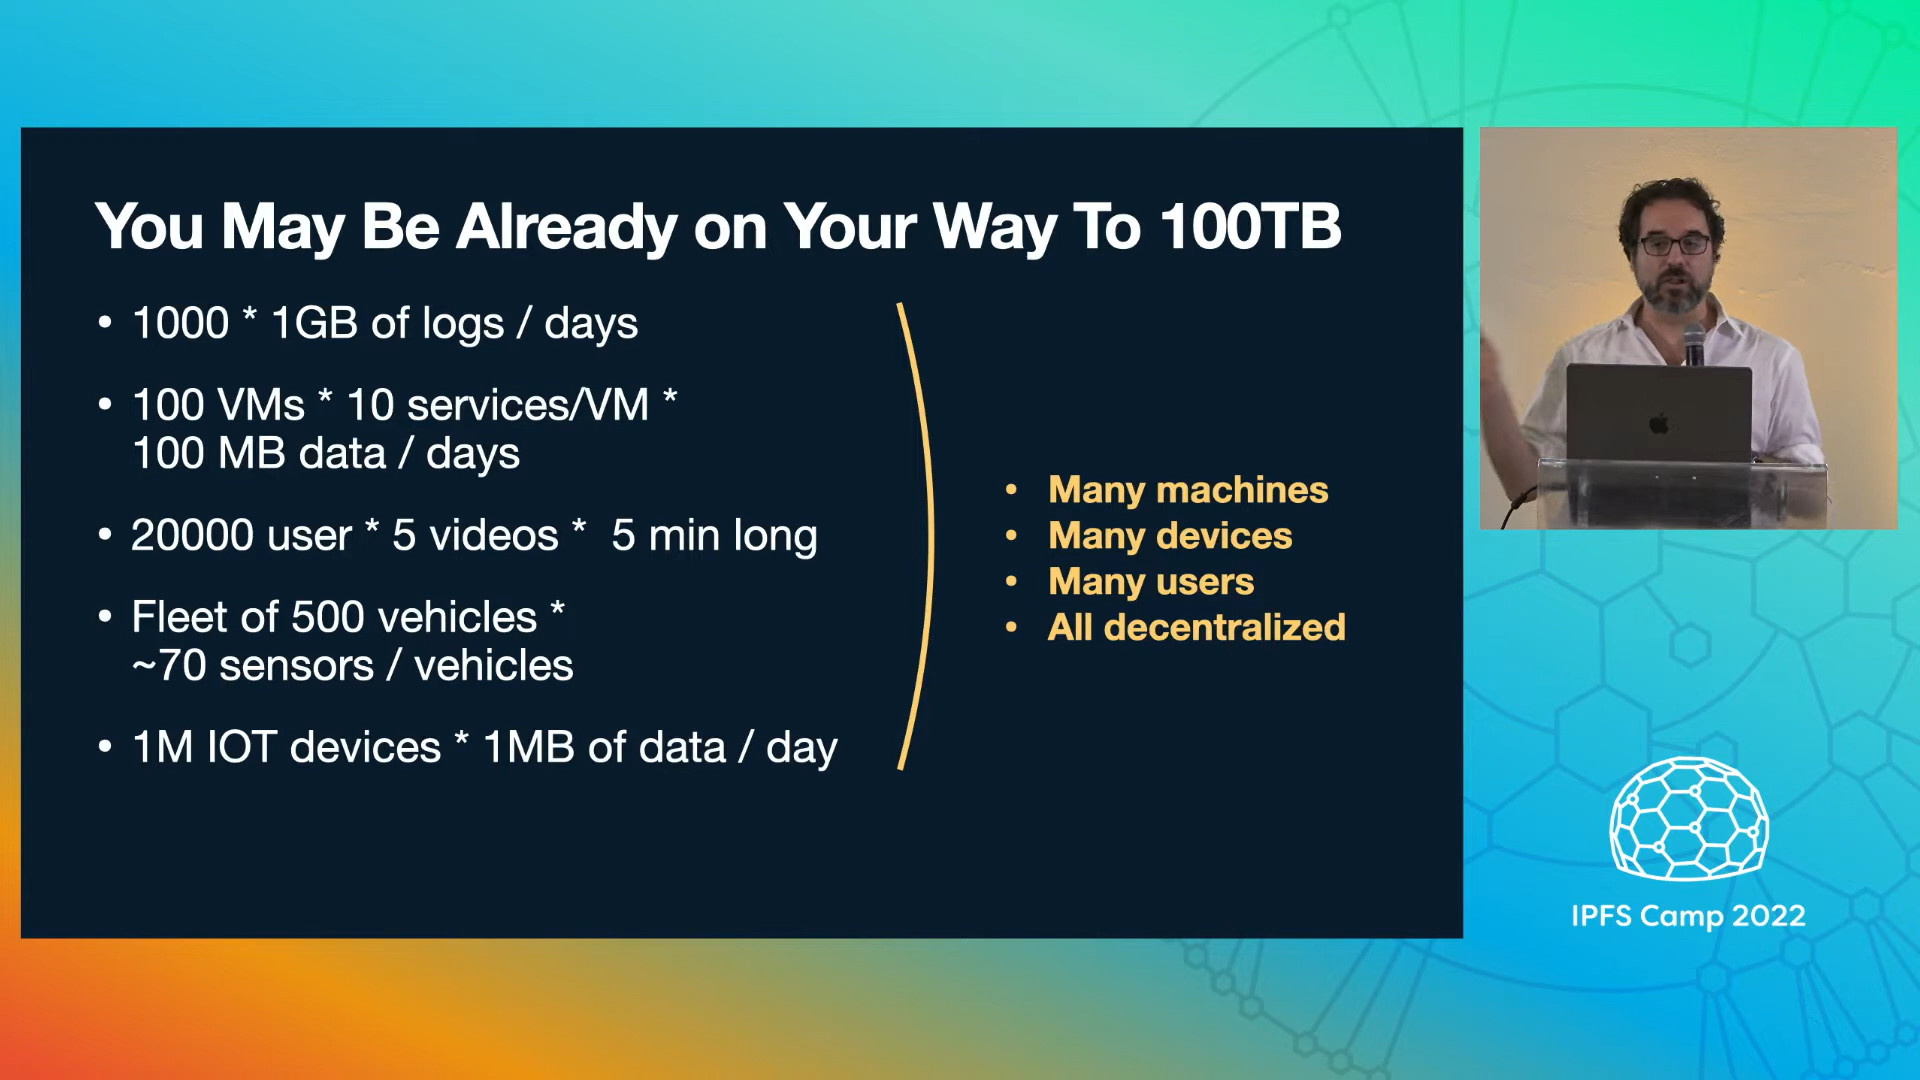 You May Be Already on Your Way To 100TB
• 1000 * 1GB of logs / days
• 100 VMs * 10 services/VM *
100 MB data / days
• 20000 user * 5 videos * 5 min long
• Fleet of 500 vehicles *
~70 sensors / vehicles
• 1M IOT devices * 1MB of data / day
• Many machines
• Many devices
• Many users
• All decentralized
IPFS Camp 2022